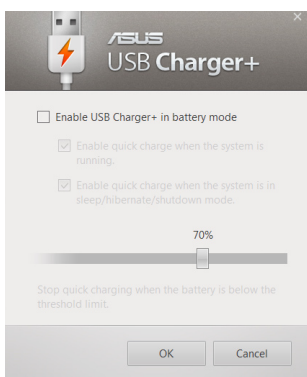 ASUS
USB Charger+
Enable USB Charger+ in battery mode
Enable quick charge when the system is
running.
Enable quick charge when the system is in
sleep/hibernate/shutdown mode.
70%
Stop quick charging when the battery is below the
threshold limit.
OK
Cancel